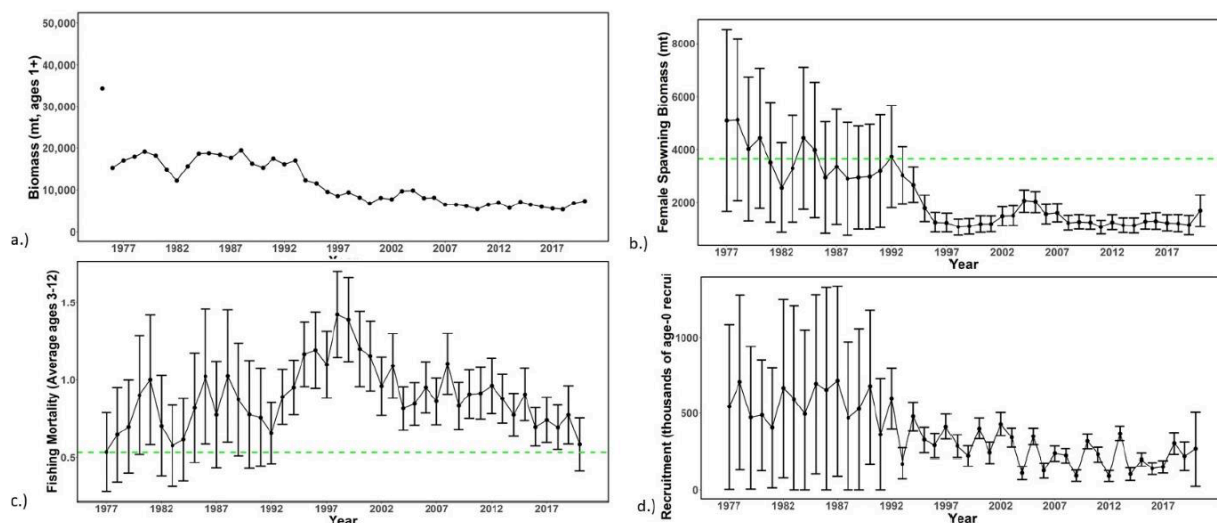 Biomass (mt, ages 1+)
50,000
40,000
30,000
20,000
10,000
0
1977 1982 1987 1992 1997 2002 2007 2012 2017
a.)
Female Spawning Biomass (mt)
8000
6000
4000
2000
1977 1982 1987 1992 1997 2002 2007 2012 2017
Year
b.)
Fishing Mortality (Average ages 3-12)
1.5
1.0
0.5
1977 1982 1987 1992 1997 2002 2007 2012 2017
Year
c.)
Recruitment (thousands of age-0 recrui
1000
500
0
1977 1982 1987 1992 1997 2002 2007 2012 2017
Year
d.)